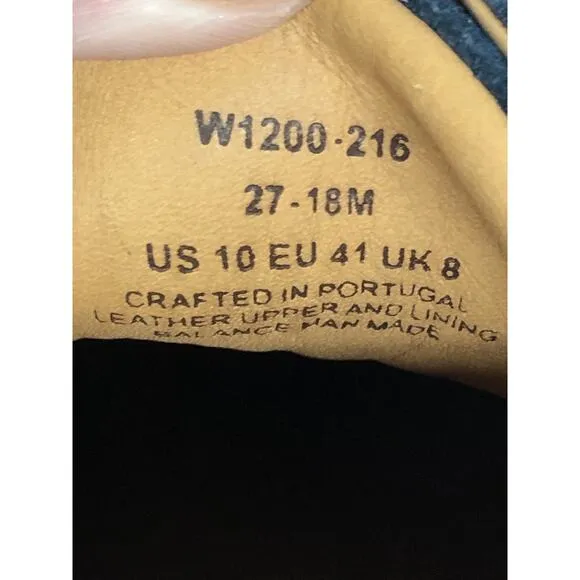 W1200-216
27-18M
US 10 EU 41 UK 8
CRAFTED IN PORTUGAL
LEATHER UPPER AND LINING
BALANCE MAN MADE